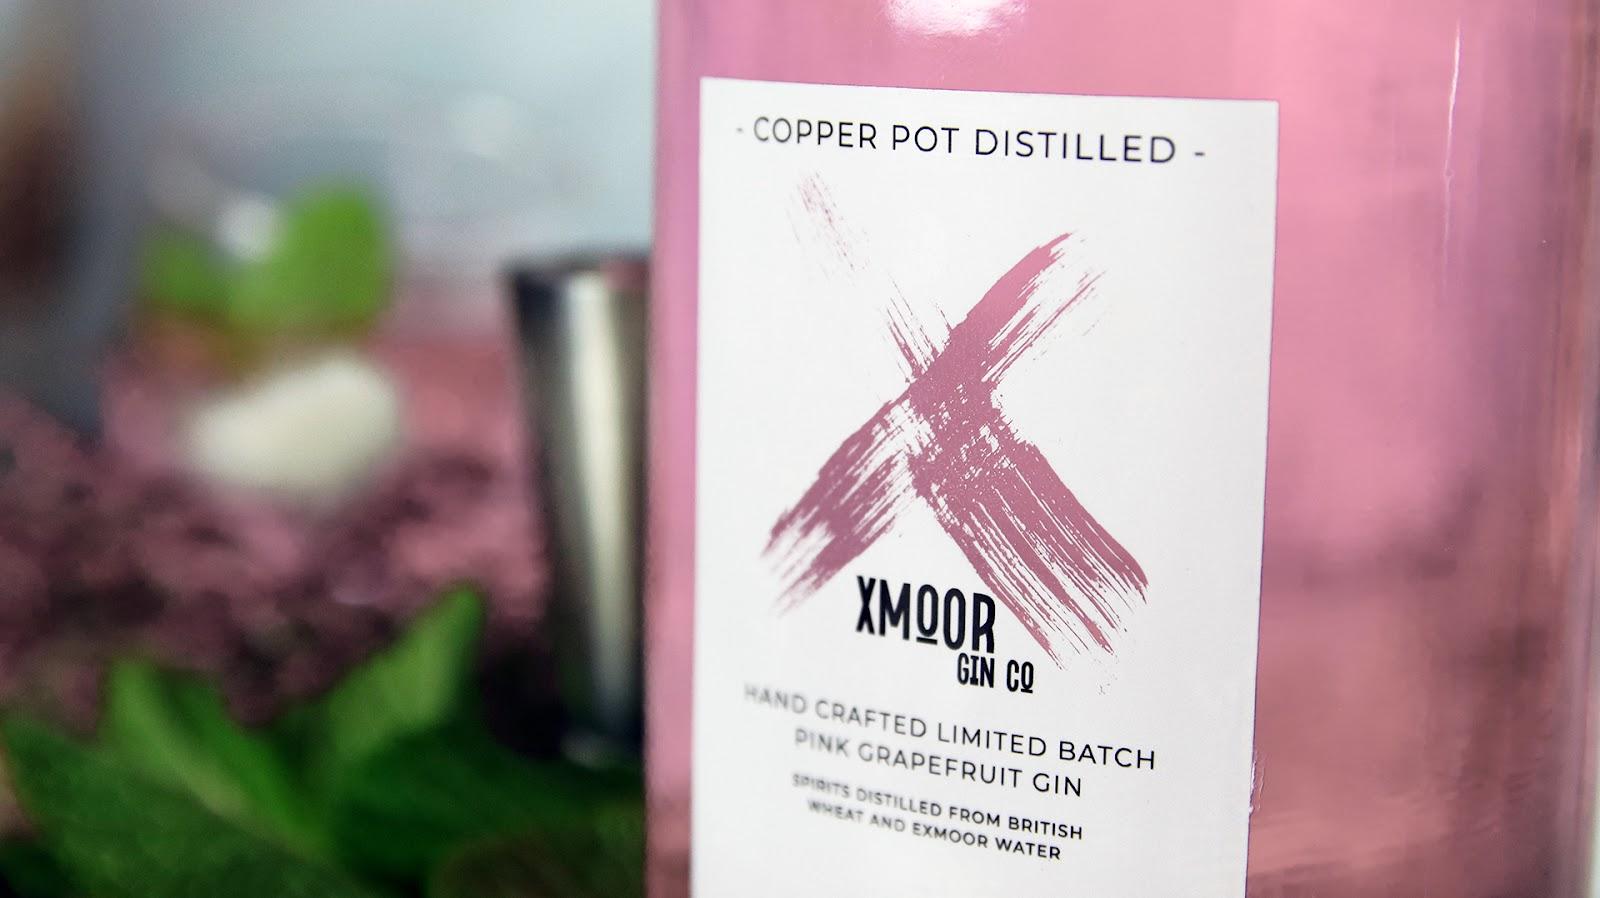 - COPPER POT DISTILLED -
XMOOR
GIN CO
HAND CRAFTED LIMITED BATCH
PINK GRAPEFRUIT GIN
SPIRITS DISTILLED FROM BRITISH
WHEAT AND EXMOOR WATER